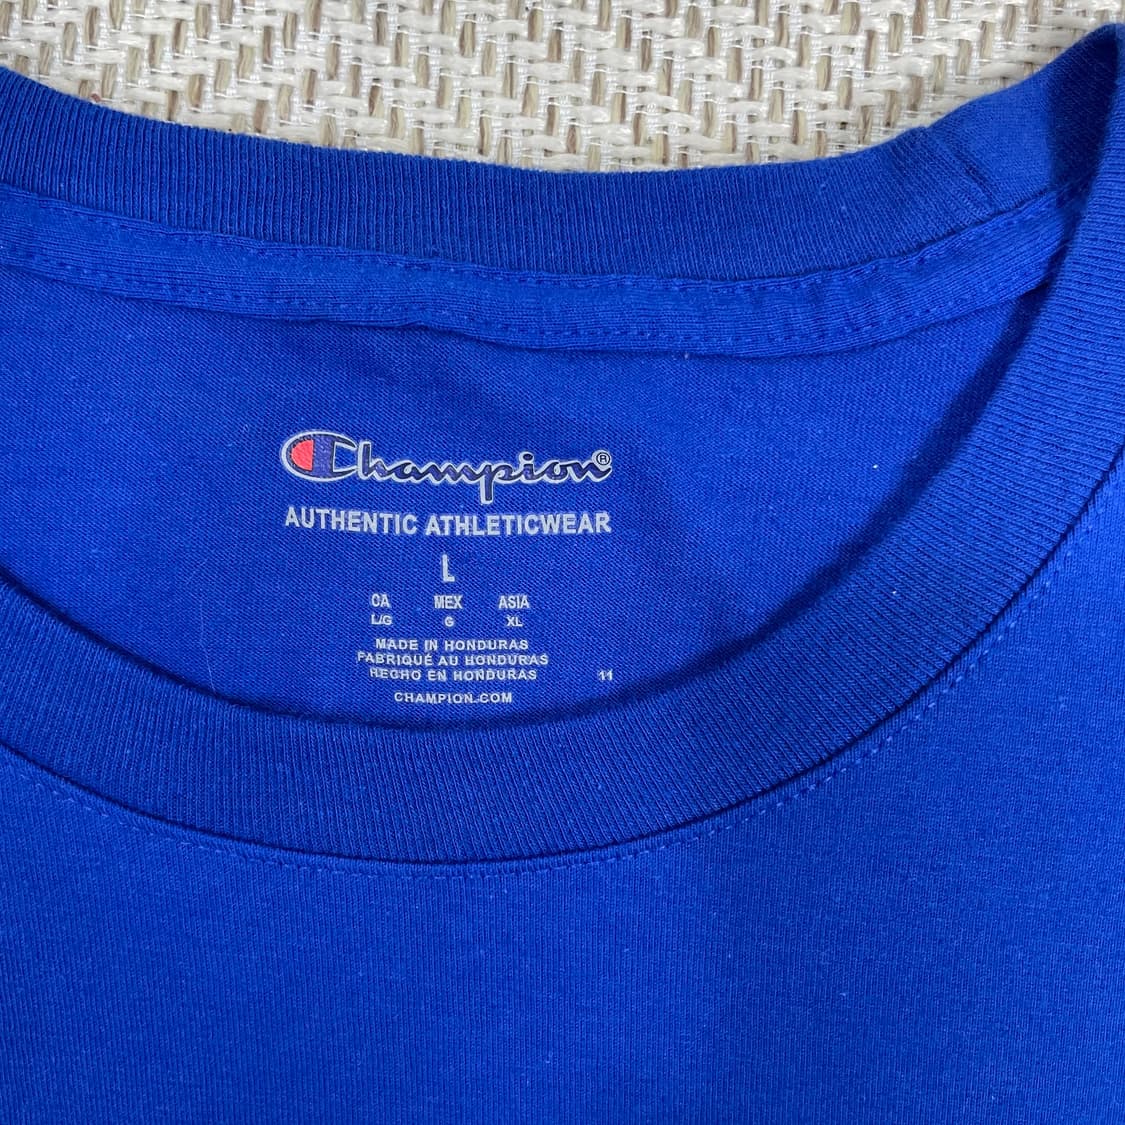 Champion®
AUTHENTIC ATHLETICWEAR
L
CA MEX ASIA
L/G G XL
MADE IN HONDURAS
FABRIQUÉ AU HONDURAS
HECHO EN HONDURAS 11
CHAMPION.COM